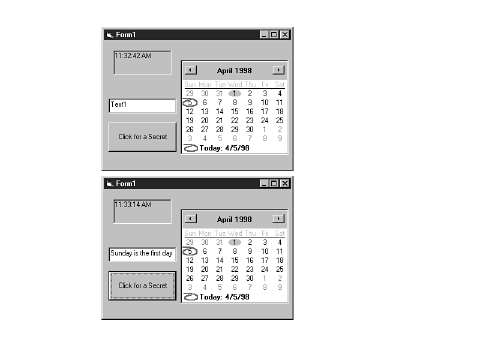 Form1
11:32:42 AM
April 1998
Sun Mon Tue Wed Thu Fri Sat
29 30 31 1 2 3 4
Text1
5 6 7 8 9 10 11
12 13 14 15 16 17 18
19 20 21 22 23 24 25
Click for a Secret
26 27 28 29 30 1 2
3 4 5 6 7 8 9
Today: 4/5/98
Form1
11:33:14 AM
April 1998
Sun Mon Tue Wed Thu Fri Sat
29 30 31 1 2 3 4
Sunday is the first day
5 6 7 8 9 10 11
12 13 14 15 16 17 18
19 20 21 22 23 24 25
Click for a Secret
26 27 28 29 30 1 2
3 4 5 6 7 8 9
Today: 4/5/98